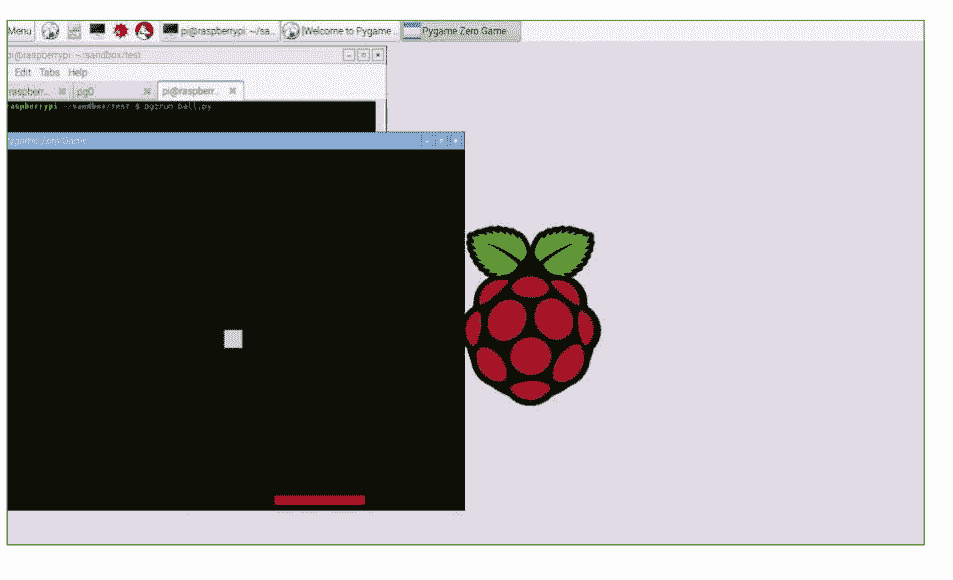 Menu pi@raspberrypi: ~/sa... [Welcome to Pygame ... Pygame Zero Game
pi@raspberrypi: ~/sandbox/test
Edit Tabs Help
raspberr... pg0 pi@raspberr...
raspberrypi ~/sandbox/test $ pgzrun ball.py
Pygame Zero Game